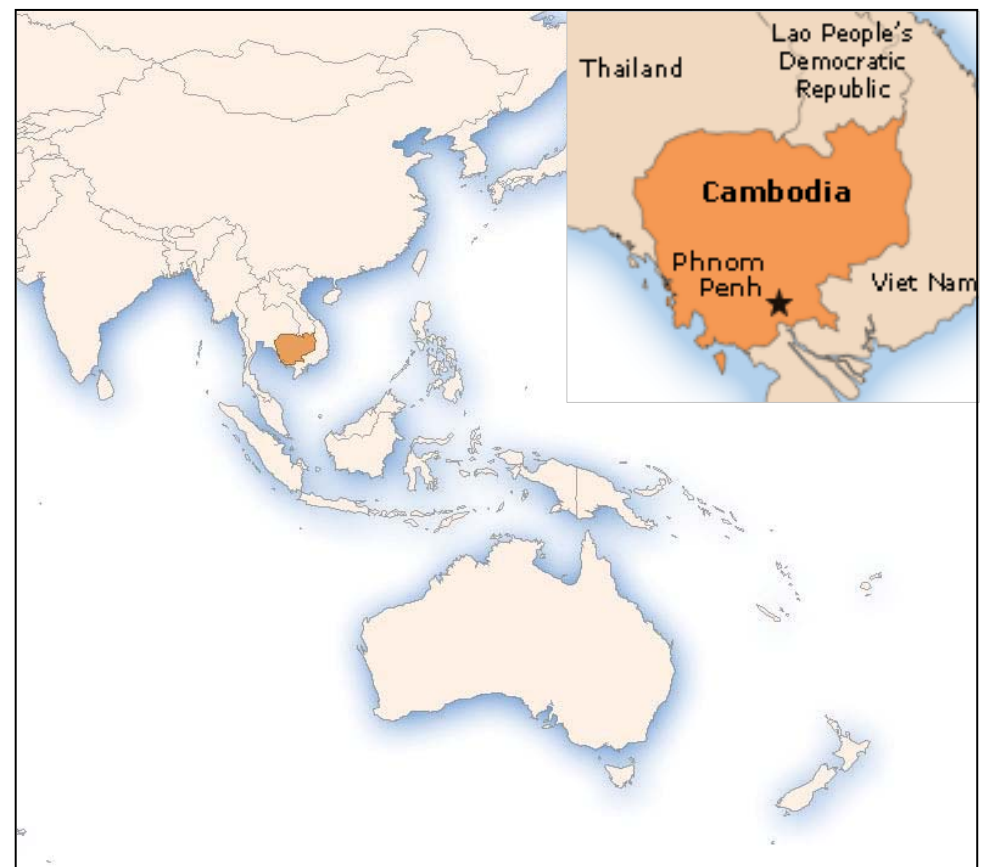 Thailand
Lao People's
Democratic
Republic
Cambodia
Phnom
Penh
Viet Nam